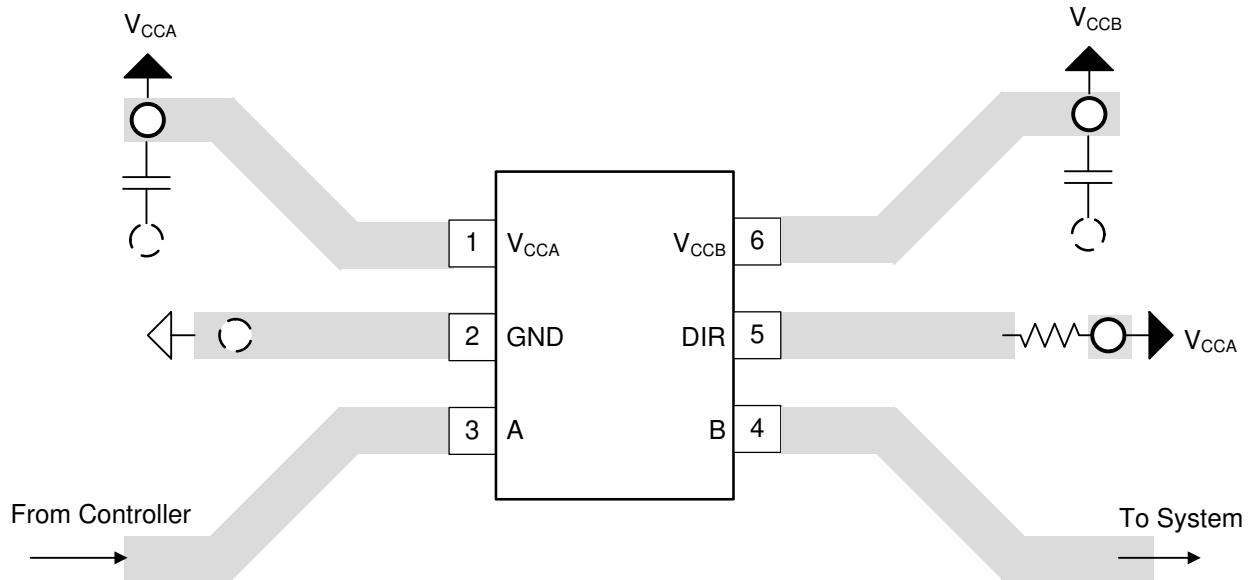 VCCA
VCCB
1 VCCA VCCB 6
2 GND DIR 5
VCCA
3 A B 4
From Controller
To System